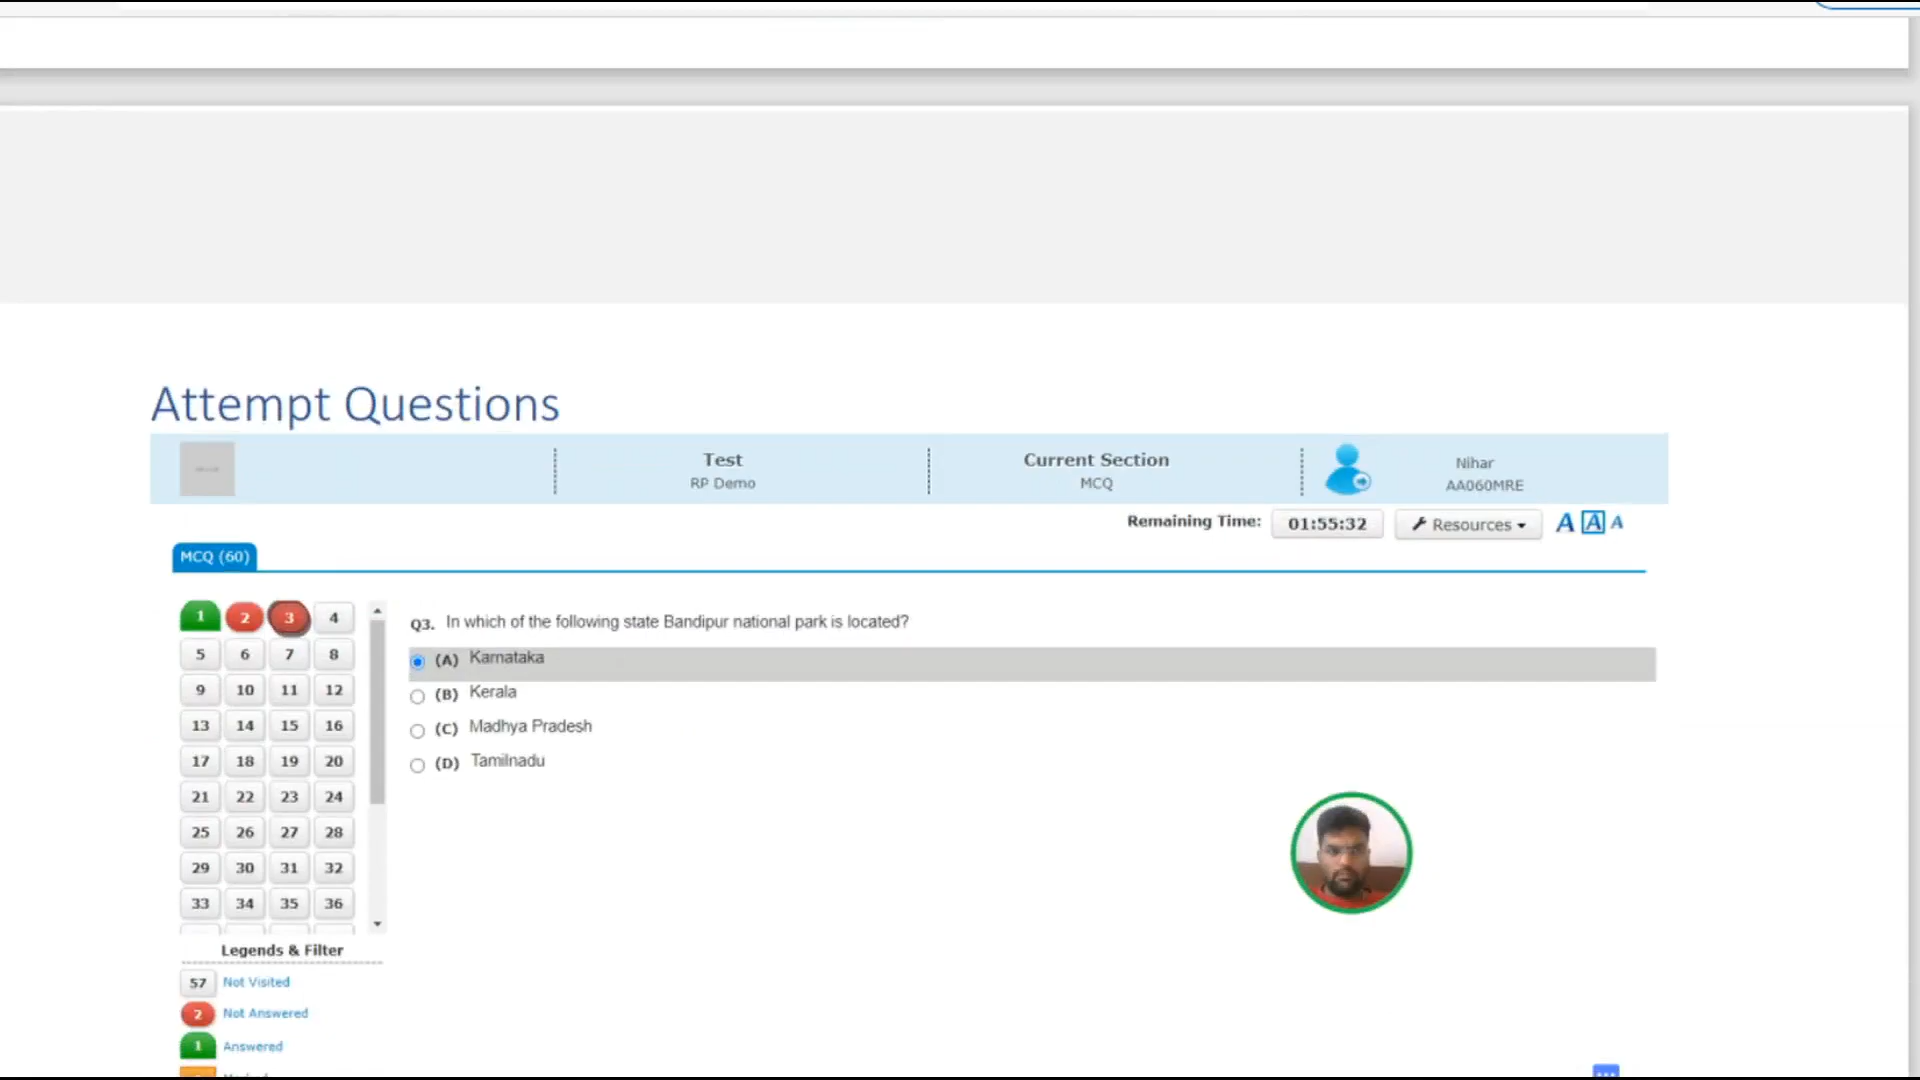 Attempt Questions
Test
RP Demo
Current Section
MCQ
Nihar
AA060MRE
Remaining Time: 01:55:32 Resources A A A
MCQ (60)
1 2 3 4
5 6 7 8
9 10 11 12
13 14 15 16
17 18 19 20
21 22 23 24
25 26 27 28
29 30 31 32
33 34 35 36
Q3. In which of the following state Bandipur national park is located?
(A) Karnataka
(B) Kerala
(C) Madhya Pradesh
(D) Tamilnadu
Legends & Filter
57 Not Visited
2 Not Answered
1 Answered